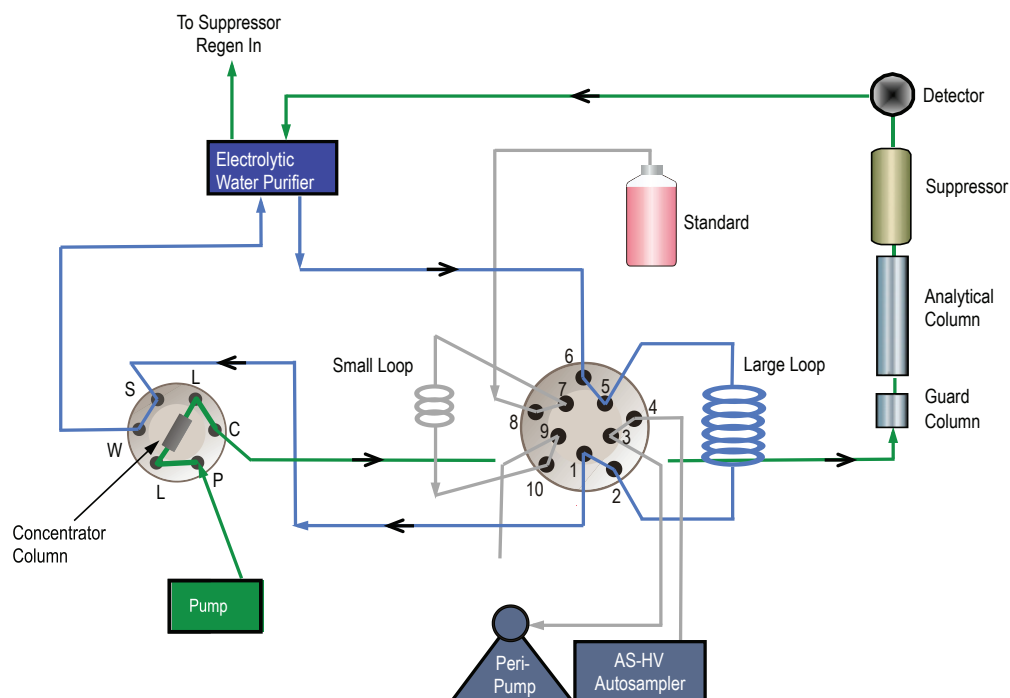 To Suppressor
Regen In
Detector
Electrolytic
Water Purifier
Suppressor
Standard
Analytical
Column
Small Loop
Large Loop
6
5
7
4
8
3
9
1
2
10
S
L
C
W
L
P
Guard
Column
Concentrator
Column
Pump
Peri-
Pump
AS-HV
Autosampler